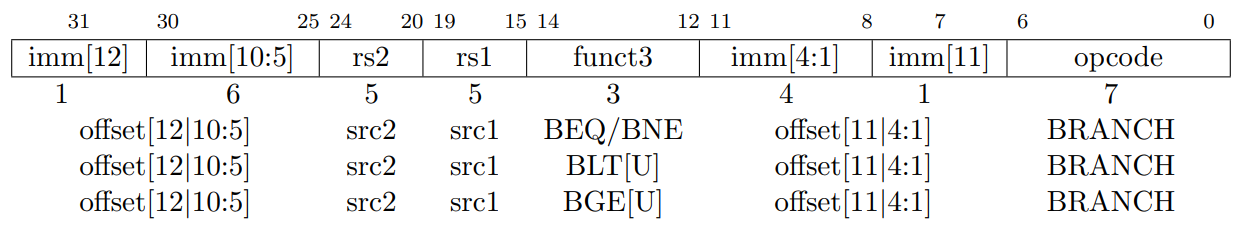 31 30 25 24 20 19 15 14 12 11 8 7 6 0
imm[12] imm[10:5] rs2 rs1 funct3 imm[4:1] imm[11] opcode
1 6 5 5 3 4 1 7
offset[12|10:5] src2 src1 BEQ/BNE offset[11|4:1] BRANCH
offset[12|10:5] src2 src1 BLT[U] offset[11|4:1] BRANCH
offset[12|10:5] src2 src1 BGE[U] offset[11|4:1] BRANCH